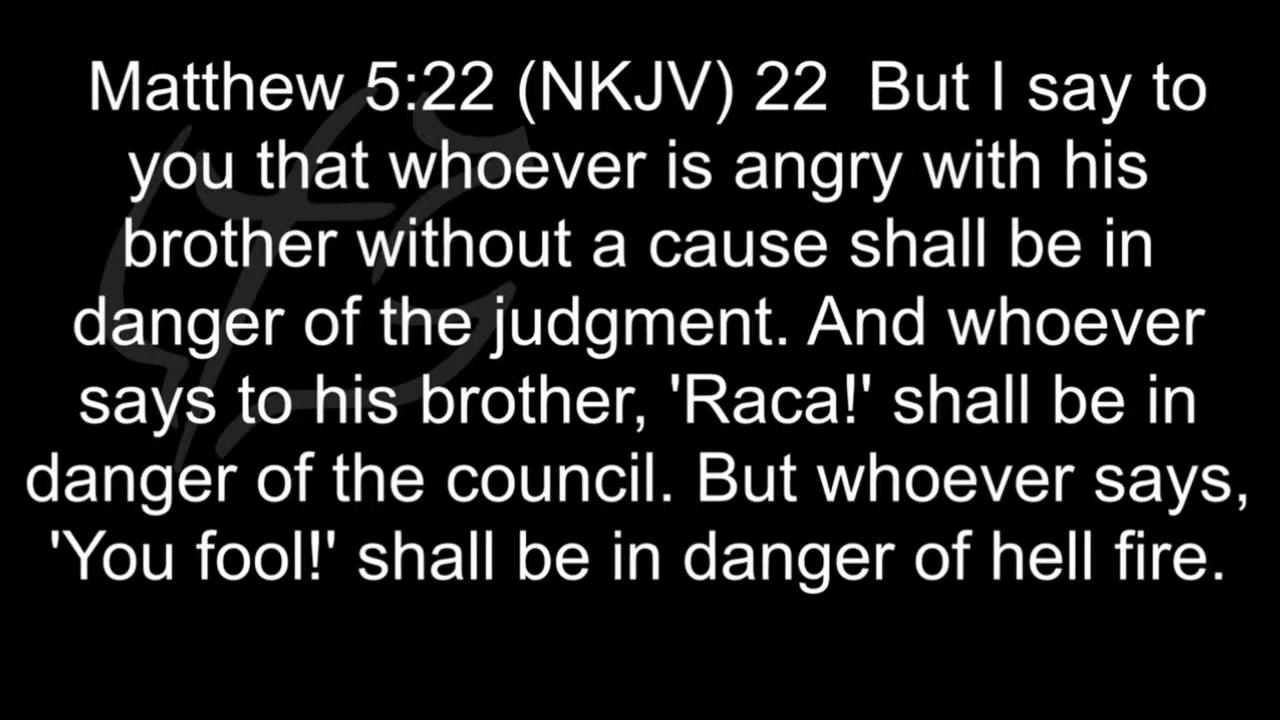 Matthew 5:22 (NKJV) 22  But I say to
you that whoever is angry with his
brother without a cause shall be in
danger of the judgment. And whoever
says to his brother, 'Raca!' shall be in
danger of the council. But whoever says,
'You fool!' shall be in danger of hell fire.